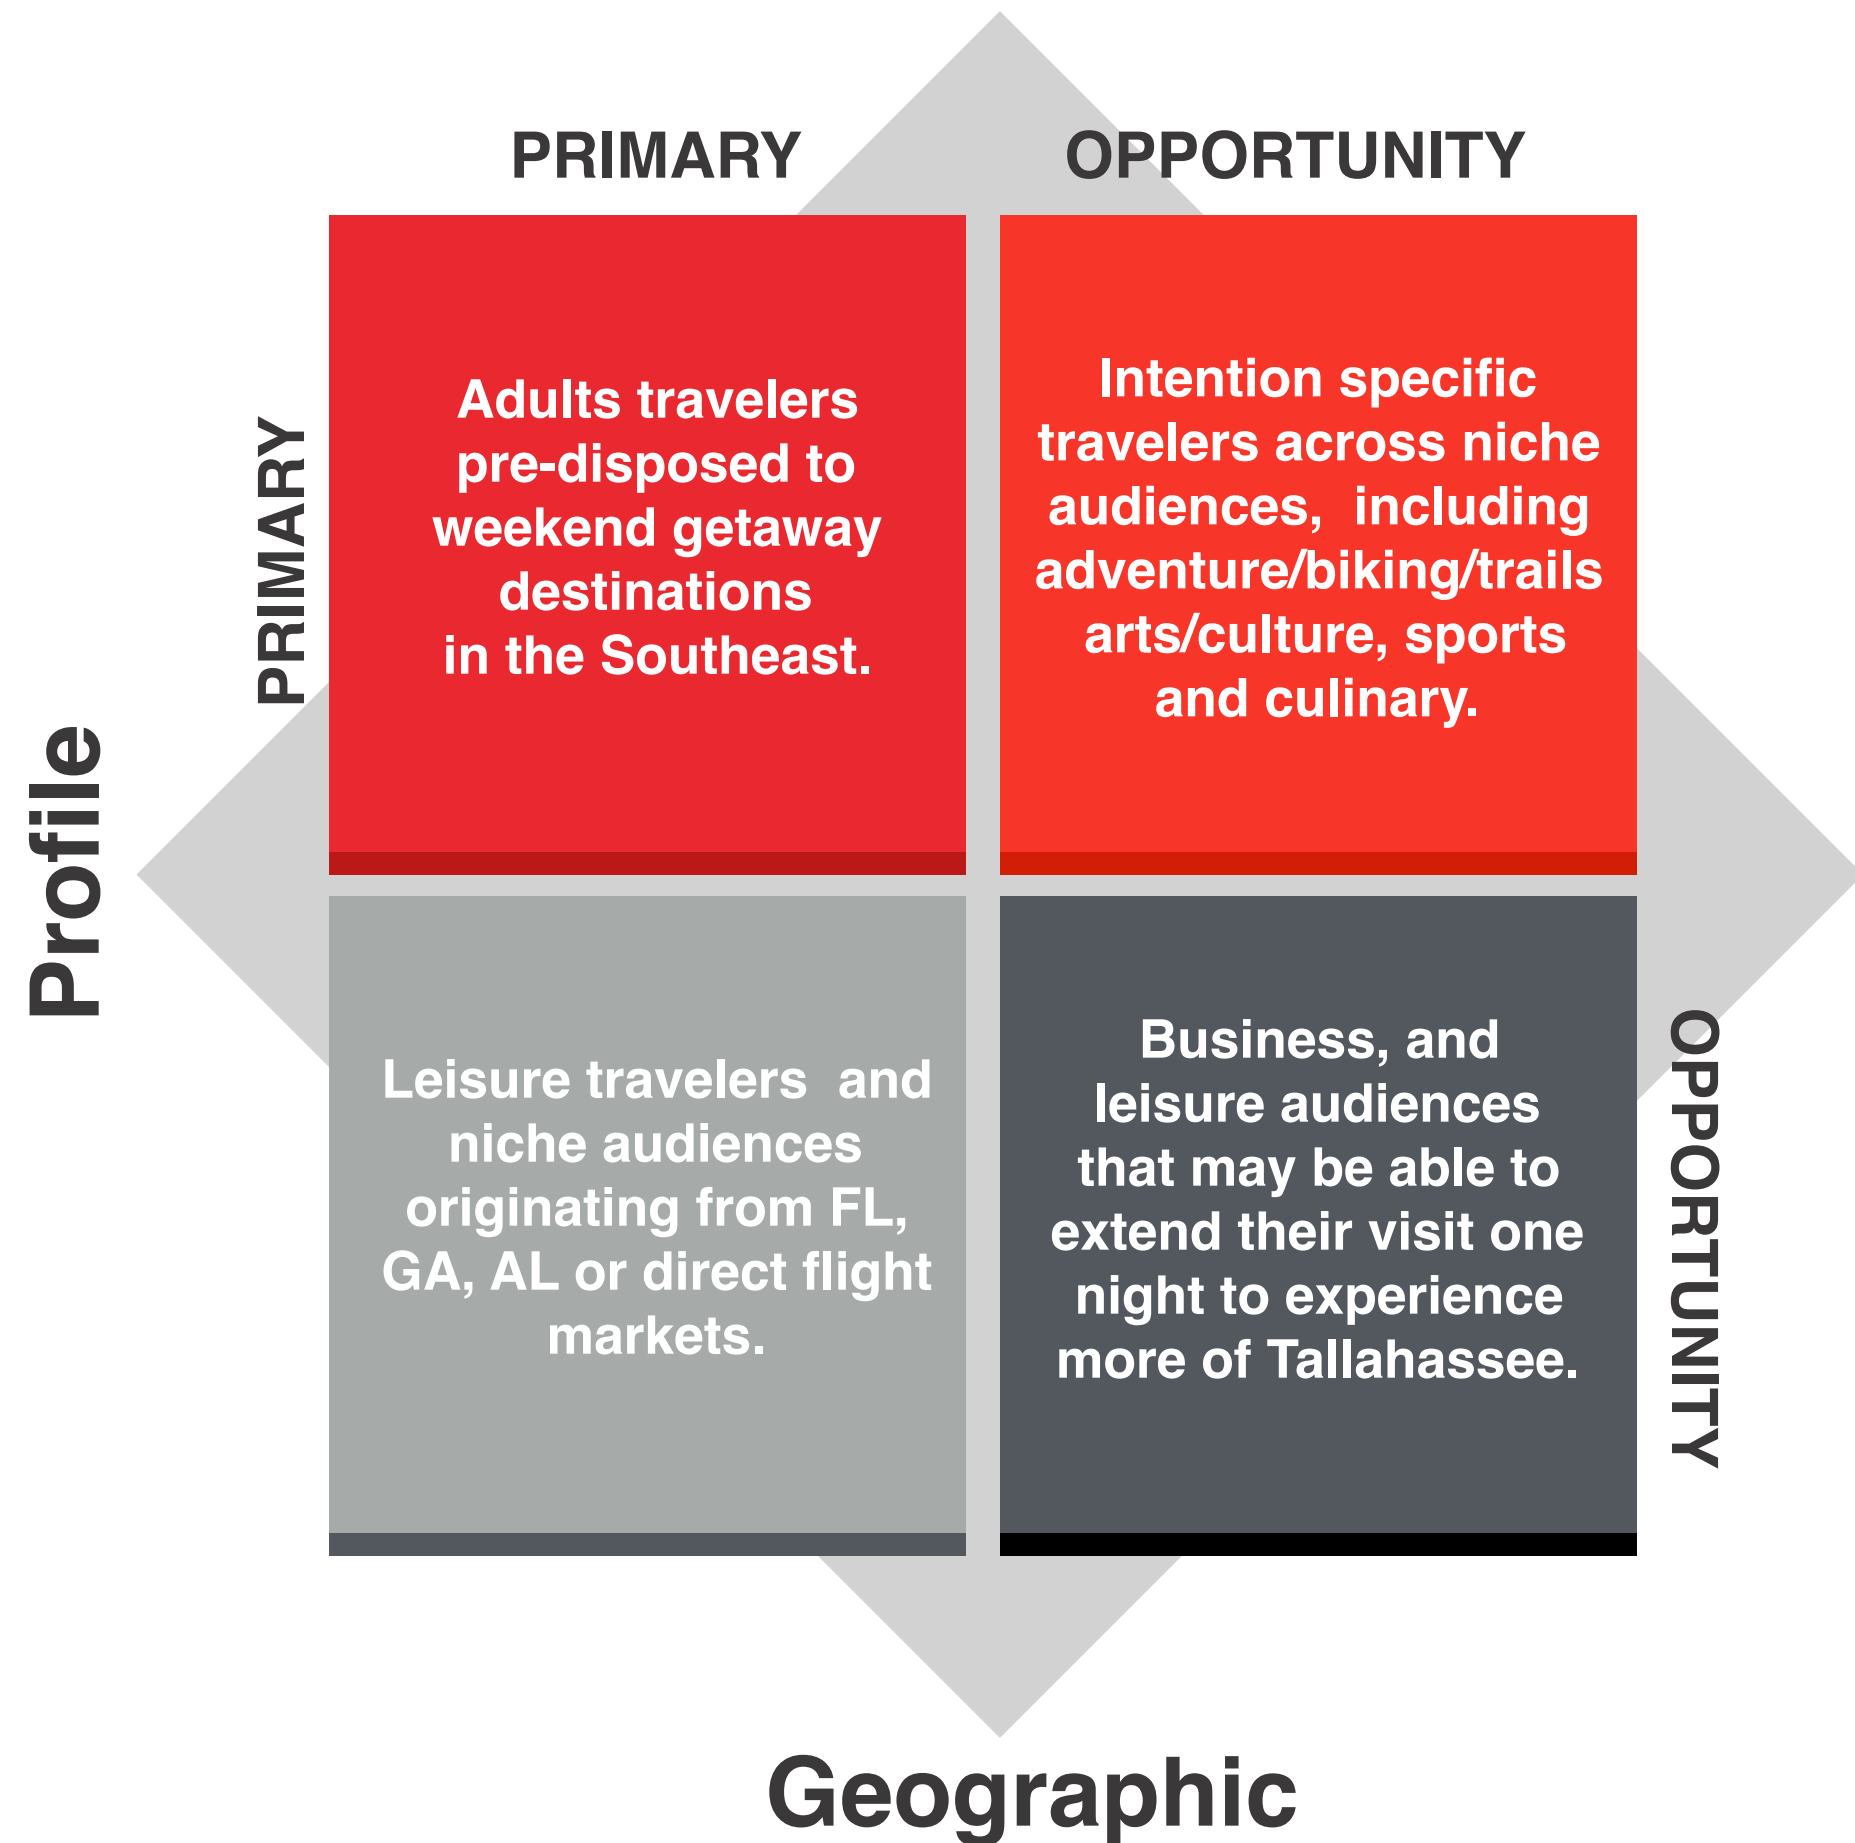 PRIMARY
OPPORTUNITY
PRIMARY
Profile
Adults travelers
pre-disposed to
weekend getaway
destinations
in the Southeast.
Intention specific
travelers across niche
audiences, including
adventure/biking/trails
arts/culture, sports
and culinary.
Leisure travelers and
niche audiences
originating from FL,
GA, AL or direct flight
markets.
Business, and
leisure audiences
that may be able to
extend their visit one
night to experience
more of Tallahassee.
OPPORTUNITY
Geographic